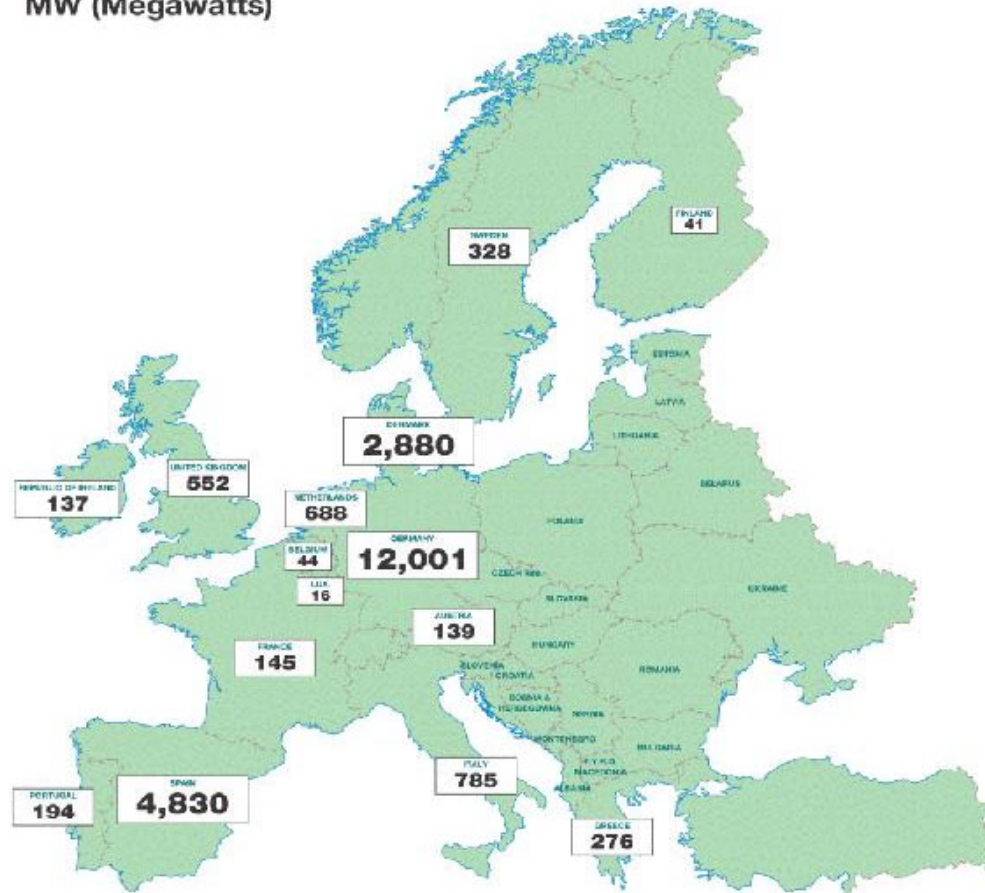 MW (Megawatts)
FINLAND
41
SWEDEN
328
ESTONIA
LATVIA
DENMARK
2,880
LITHUANIA
UNITED KINGDOM
552
REPUBLIC OF IRELAND
137
BELARUS
NETHERLANDS
688
POLAND
GERMANY
12,001
BELGIUM
44
CZECH Rep.
LUX.
16
SLOVAKIA
UKRAINE
AUSTRIA
139
HUNGARY
FRANCE
145
SLOVENIA
CROATIA
ROMANIA
BOSNIA &
HERZEGOWINA
MONTENEGRO
BULGARIA
F.Y.R.O
MACEDONIA
ITALY
785
ALBANIA
SPAIN
4,830
PORTUGAL
194
GREECE
276